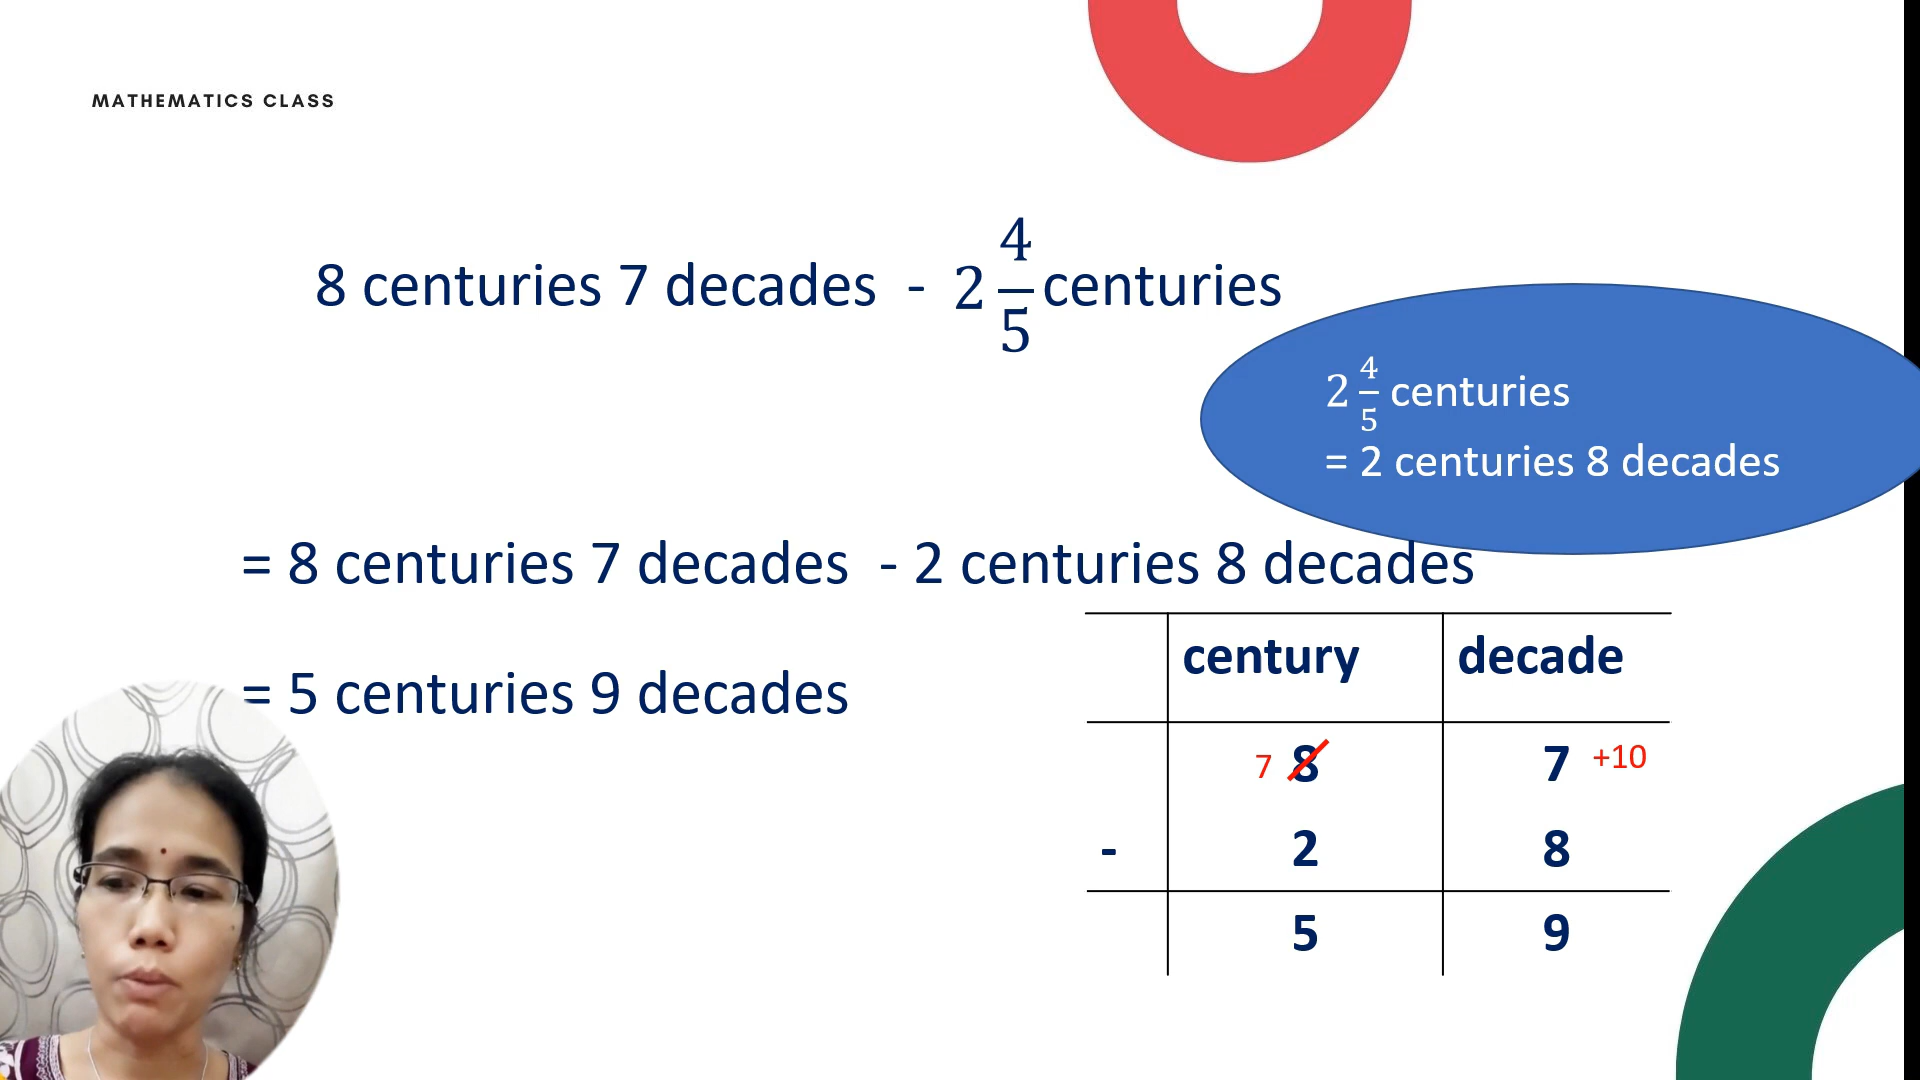 MATHEMATICS CLASS
8 centuries 7 decades - 2 4/5 centuries
2 4/5 centuries
= 2 centuries 8 decades
= 8 centuries 7 decades - 2 centuries 8 decades
= 5 centuries 9 decades
century decade
7 8 7 +10
- 2 8
5 9